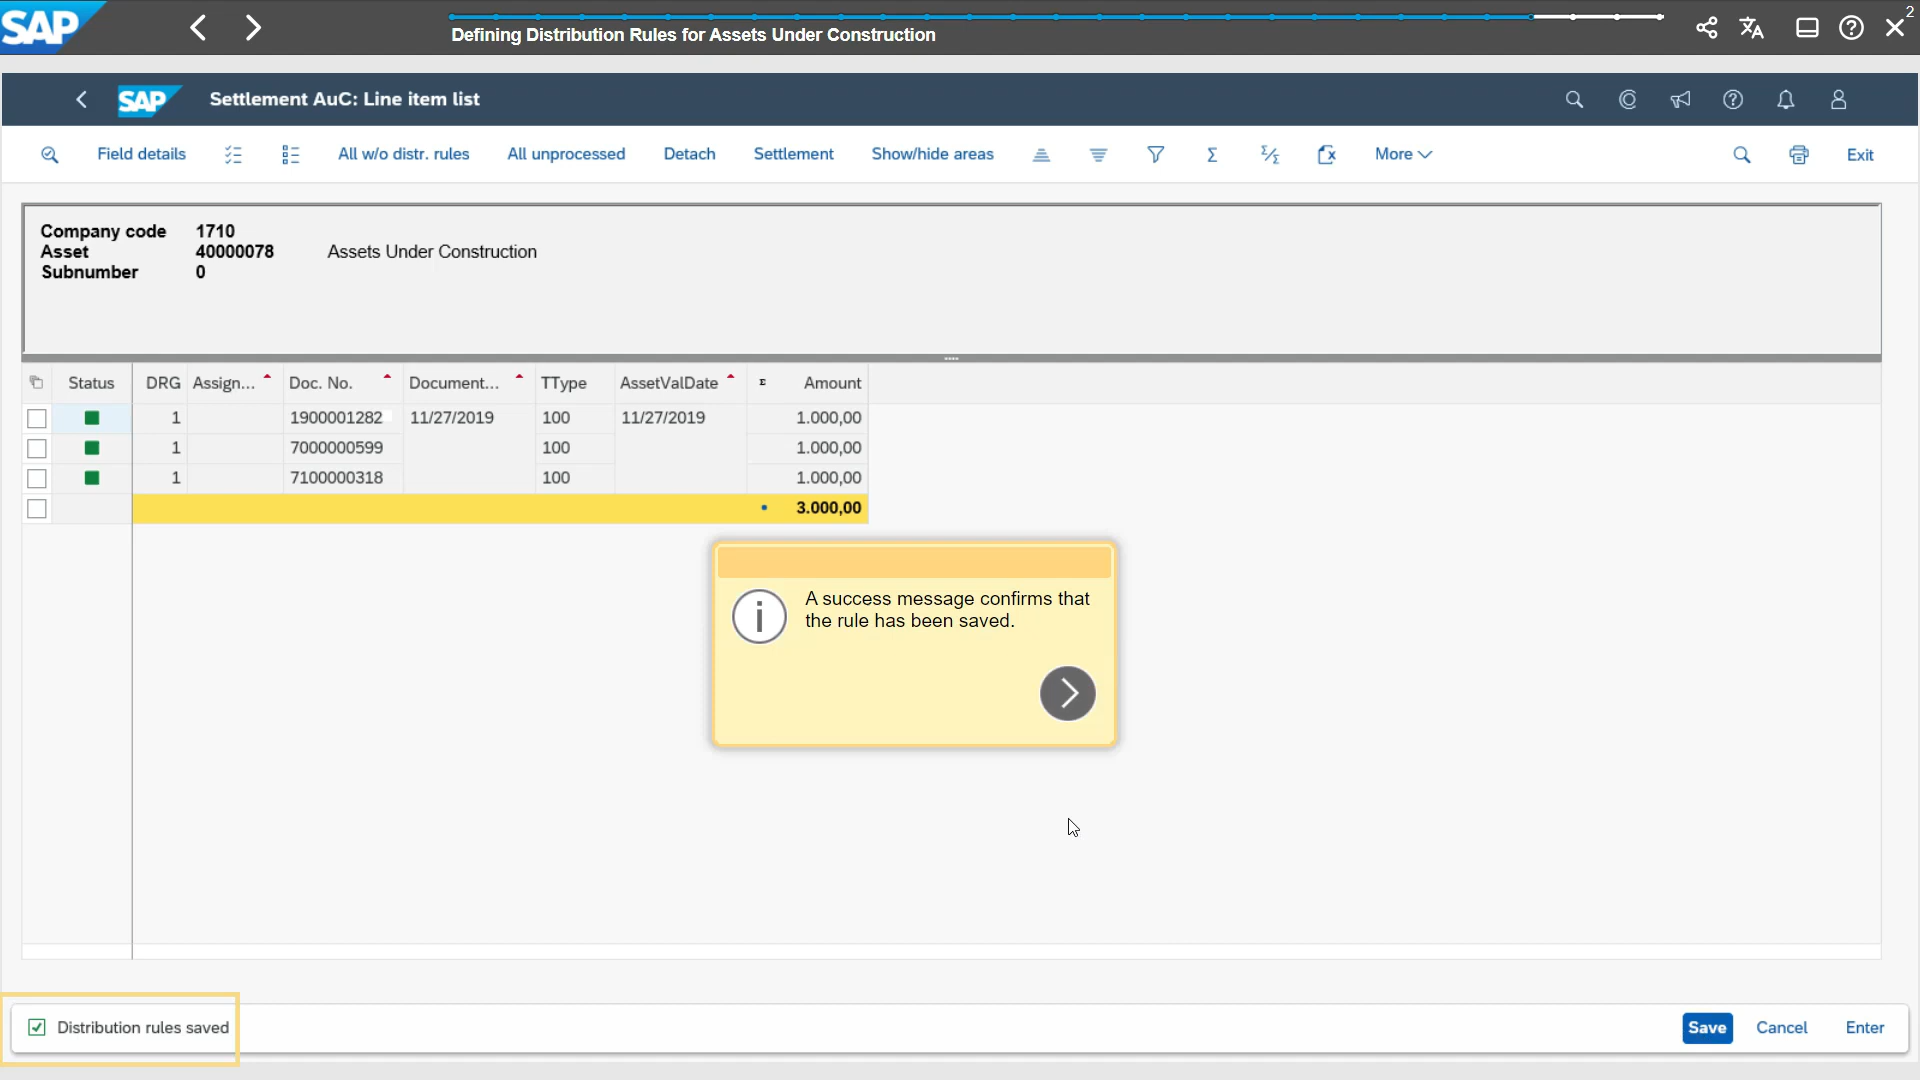 SAP
Defining Distribution Rules for Assets Under Construction
2
SAP Settlement AuC: Line item list
Field details All w/o distr. rules All unprocessed Detach Settlement Show/hide areas More Exit
Company code 1710
Asset 40000078 Assets Under Construction
Subnumber 0
Status DRG Assign... Doc. No. Document... TType AssetValDate Σ Amount
1 1900001282 11/27/2019 100 11/27/2019 1.000,00
1 7000000599 100 1.000,00
1 7100000318 100 1.000,00
3.000,00
A success message confirms that
the rule has been saved.
Distribution rules saved Save Cancel Enter